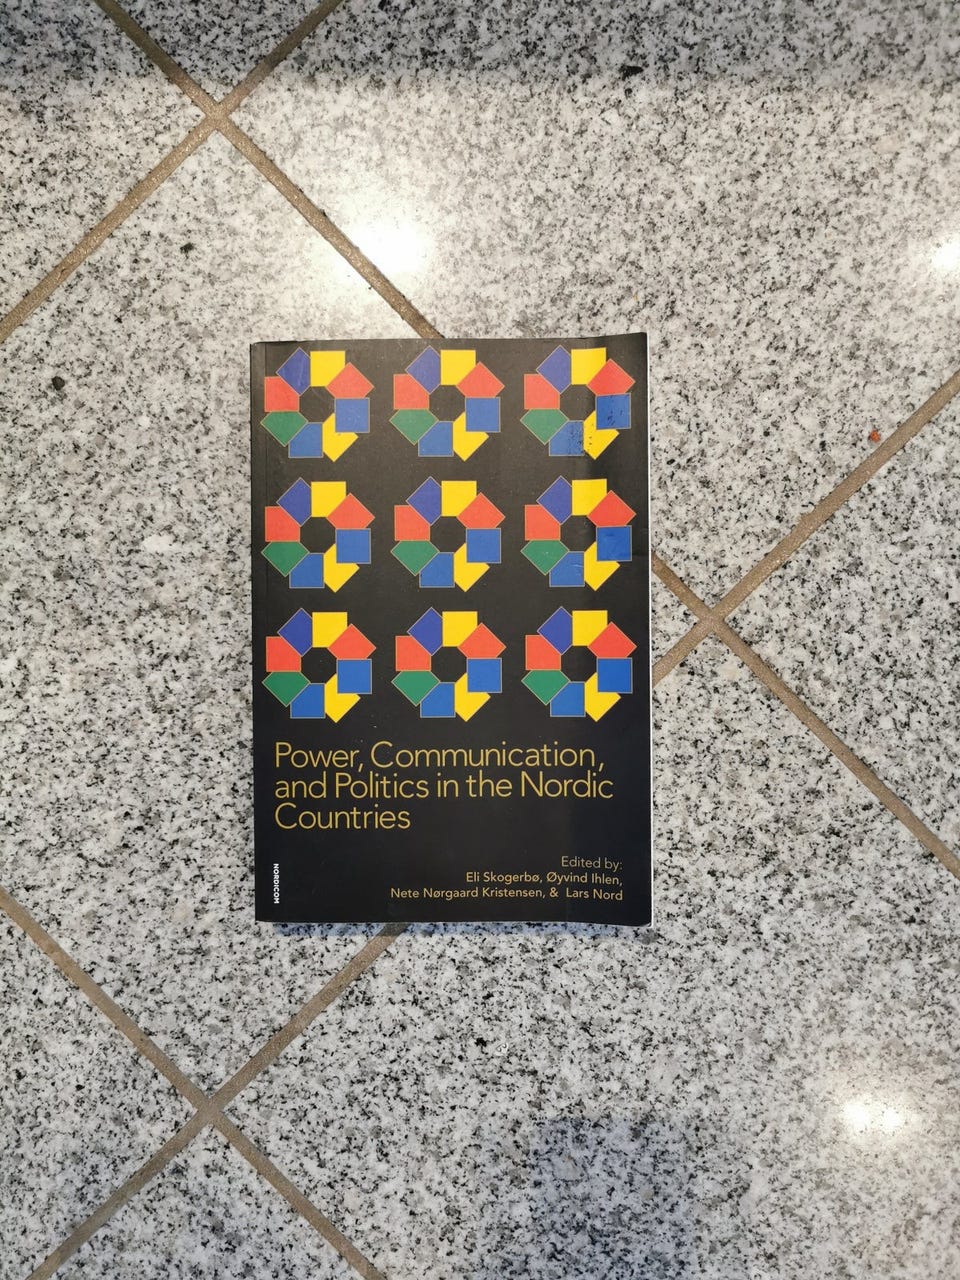 Power, Communication,
and Politics in the Nordic
Countries
Edited by:
Eli Skogerbø, Øyvind Ihlen,
Nete Nørgaard Kristensen, & Lars Nord
NORDICOM